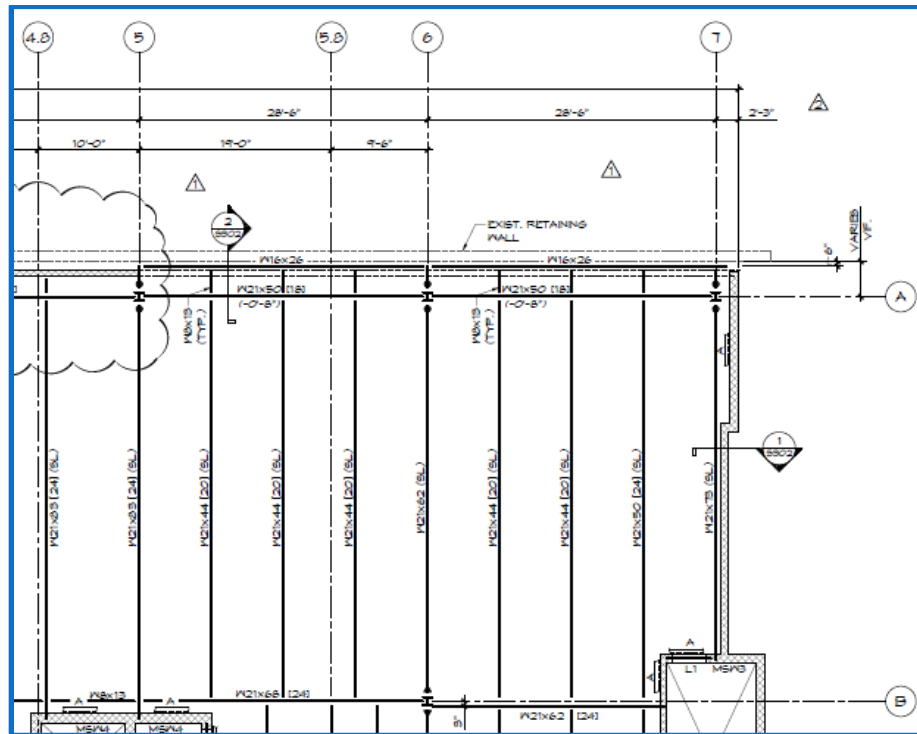 4.8 5 5.8 6 7
28'-6" 28'-6" 2'-3"
2
10'-0" 19'-0" 9'-6"
1 1
2
SS02
EXIST. RETAINING
WALL
8"
VARIES
VIF.
W16x26 W16x26
W21x50 [18] W21x50 [18]
(-0'-8") (-0'-8")
A
W8x13
(TYP.)
W8x13
(TYP.)
A
W21x83 [24] (SL)
W21x83 [24] (SL)
W21x44 [20] (SL)
W21x44 [20] (SL)
W21x44 [20] (SL)
W21x62 (SL)
W21x44 [20] (SL)
W21x44 [20] (SL)
W21x50 [24] (SL)
W21x73 (SL)
1
SS02
A
A
L1 MSW3
W8x13 W21x68 [24]
A A
B
9"
W21x62 [24]
MSW4 MSW4